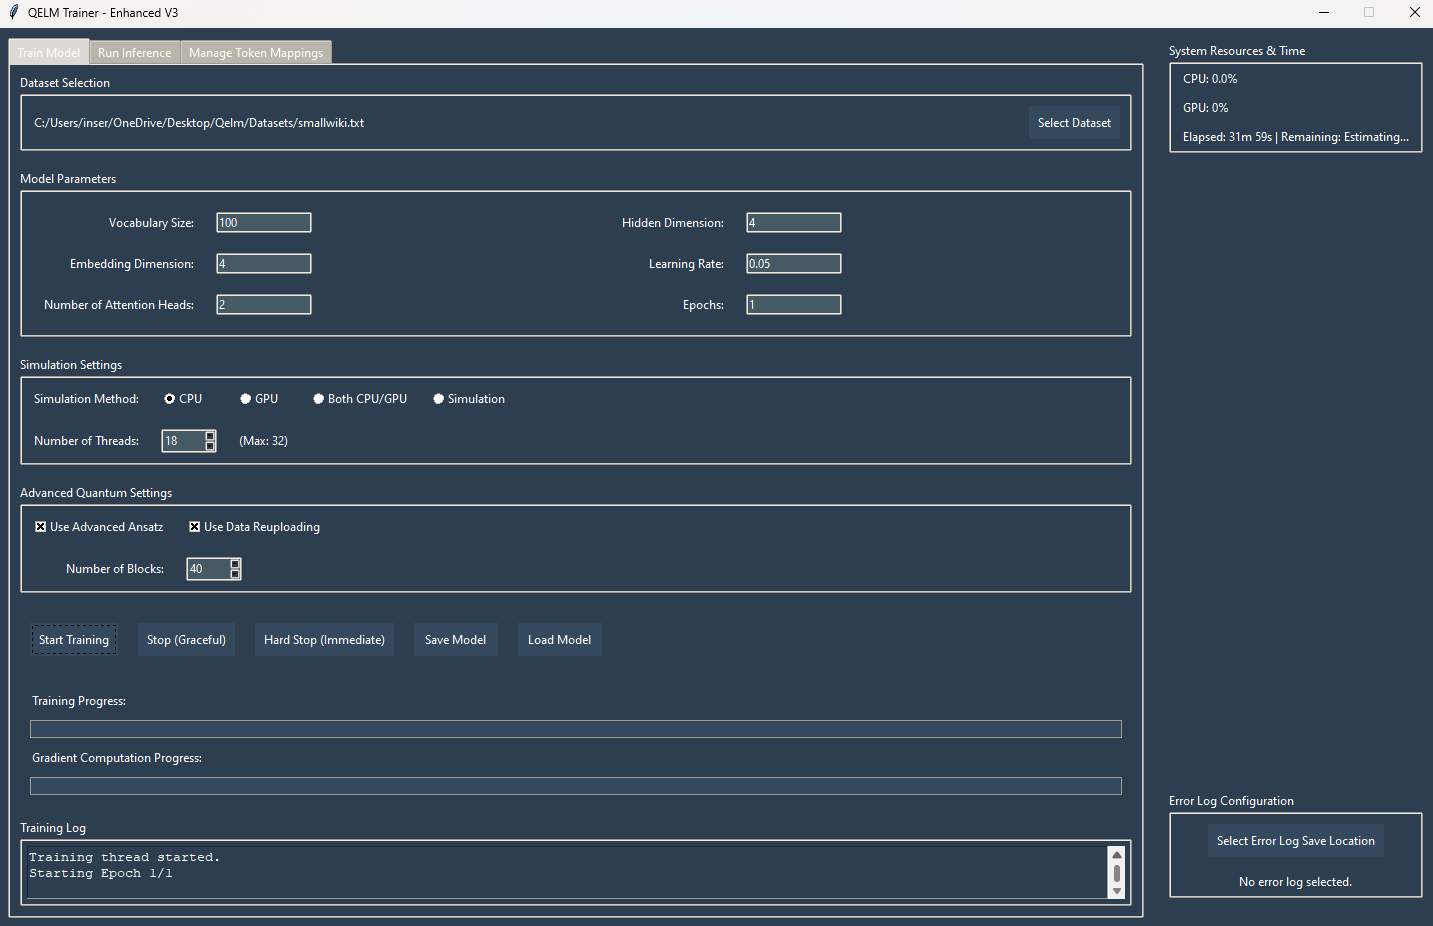 QELM Trainer - Enhanced V3
Train Model Run Inference Manage Token Mappings
Dataset Selection
C:/Users/inser/OneDrive/Desktop/Qelm/Datasets/smallwiki.txt Select Dataset
Model Parameters
Vocabulary Size: 100 Hidden Dimension: 4
Embedding Dimension: 4 Learning Rate: 0.05
Number of Attention Heads: 2 Epochs: 1
Simulation Settings
Simulation Method: CPU GPU Both CPU/GPU Simulation
Number of Threads: 18 (Max: 32)
Advanced Quantum Settings
Use Advanced Ansatz Use Data Reuploading
Number of Blocks: 40
Start Training Stop (Graceful) Hard Stop (Immediate) Save Model Load Model
Training Progress:
Gradient Computation Progress:
Training Log
Training thread started.
Starting Epoch 1/1
System Resources & Time
CPU: 0.0%
GPU: 0%
Elapsed: 31m 59s | Remaining: Estimating...
Error Log Configuration
Select Error Log Save Location
No error log selected.